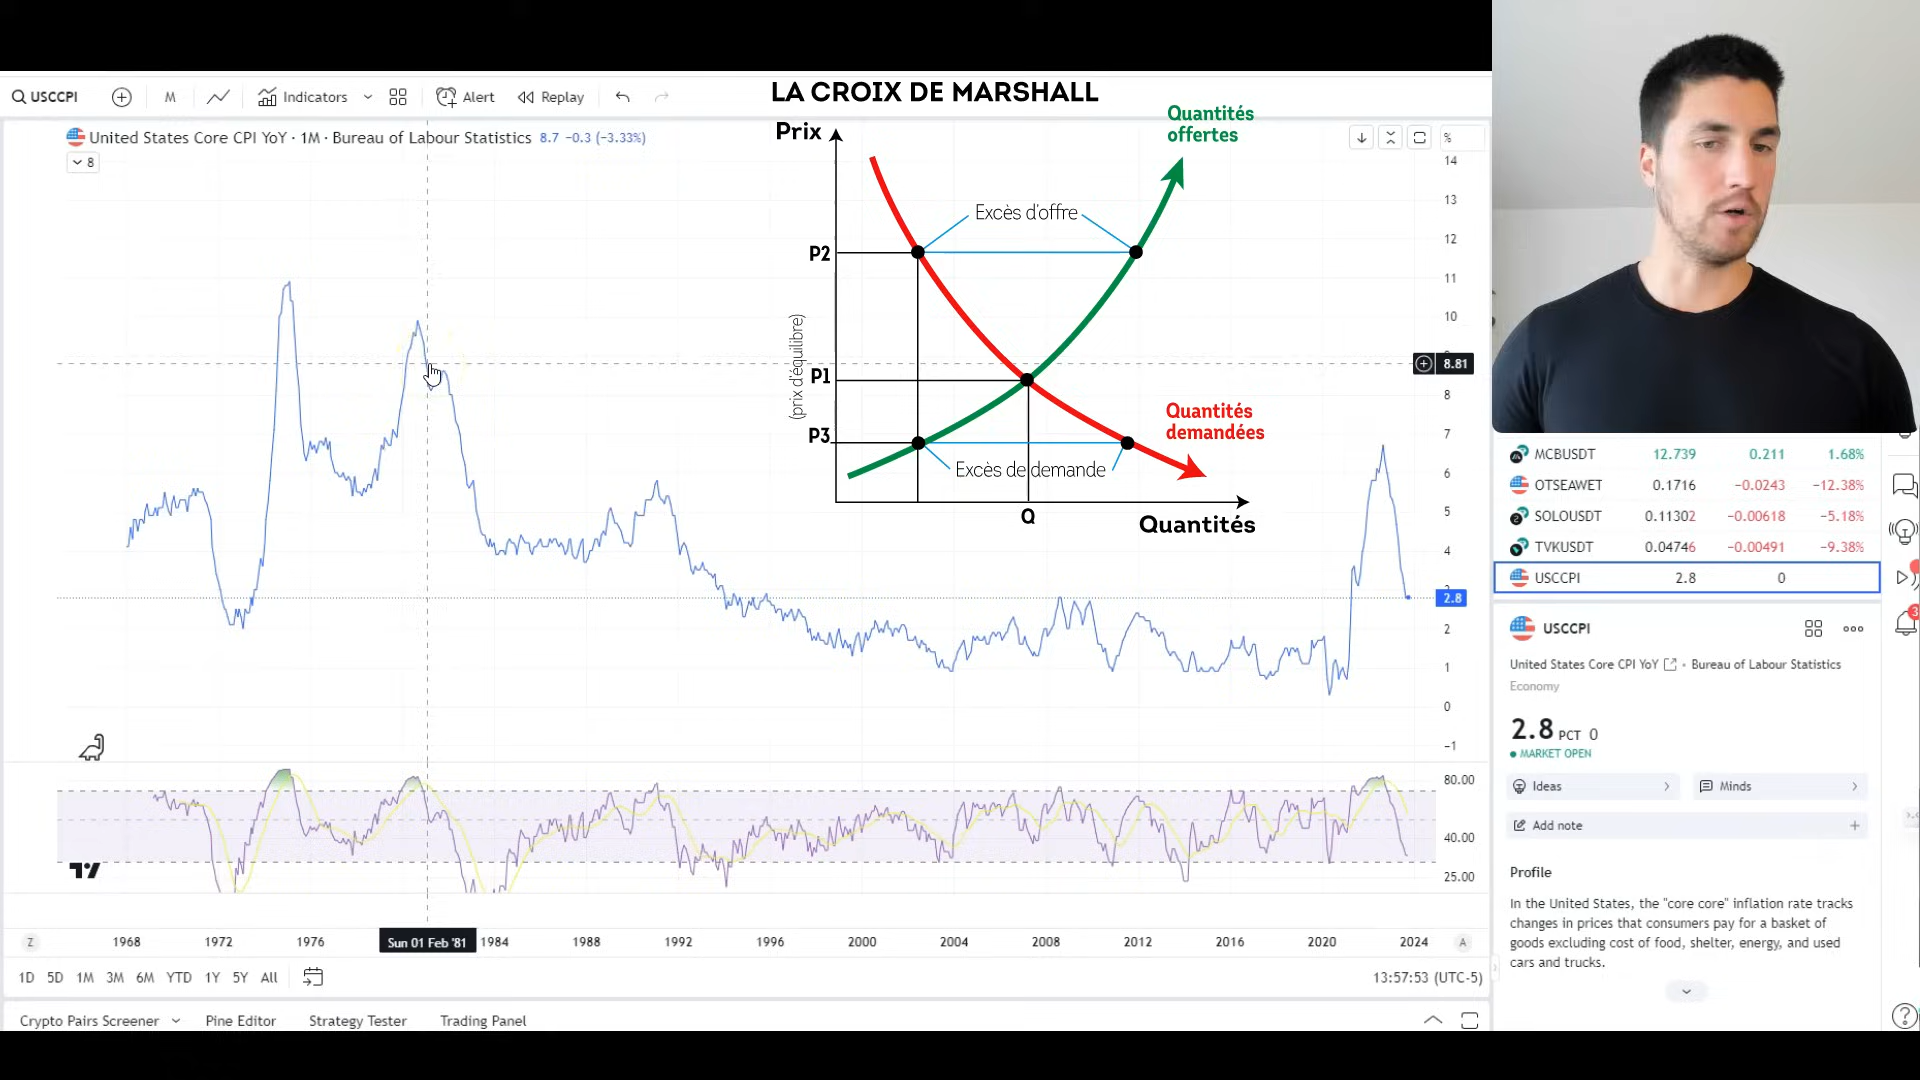 USCCPI
M
Indicators
Alert
Replay
LA CROIX DE MARSHALL
United States Core CPI YoY · 1M · Bureau of Labour Statistics 8.7 −0.3 (−3.33%)
8
Prix
Quantités
offertes
Excès d'offre
P2
P1
P3
(prix d'équilibre)
Quantités
demandées
Excès de demande
Q
Quantités
%
14
13
12
11
10
8.81
8
7
6
5
4
2.8
2
1
0
−1
80.00
40.00
25.00
Z
1968
1972
1976
Sun 01 Feb '81
1984
1988
1992
1996
2000
2004
2008
2012
2016
2020
2024
A
1D 5D 1M 3M 6M YTD 1Y 5Y All
13:57:53 (UTC-5)
Crypto Pairs Screener
Pine Editor
Strategy Tester
Trading Panel
MCBUSDT 12.739 0.211 1.68%
OTSEAWET 0.1716 −0.0243 −12.38%
SOLOUSDT 0.11302 −0.00618 −5.18%
TVKUSDT 0.04746 −0.00491 −9.38%
USCCPI 2.8 0
USCCPI
United States Core CPI YoY • Bureau of Labour Statistics
Economy
2.8 PCT 0
MARKET OPEN
Ideas
Minds
Add note
Profile
In the United States, the "core core" inflation rate tracks
changes in prices that consumers pay for a basket of
goods excluding cost of food, shelter, energy, and used
cars and trucks.